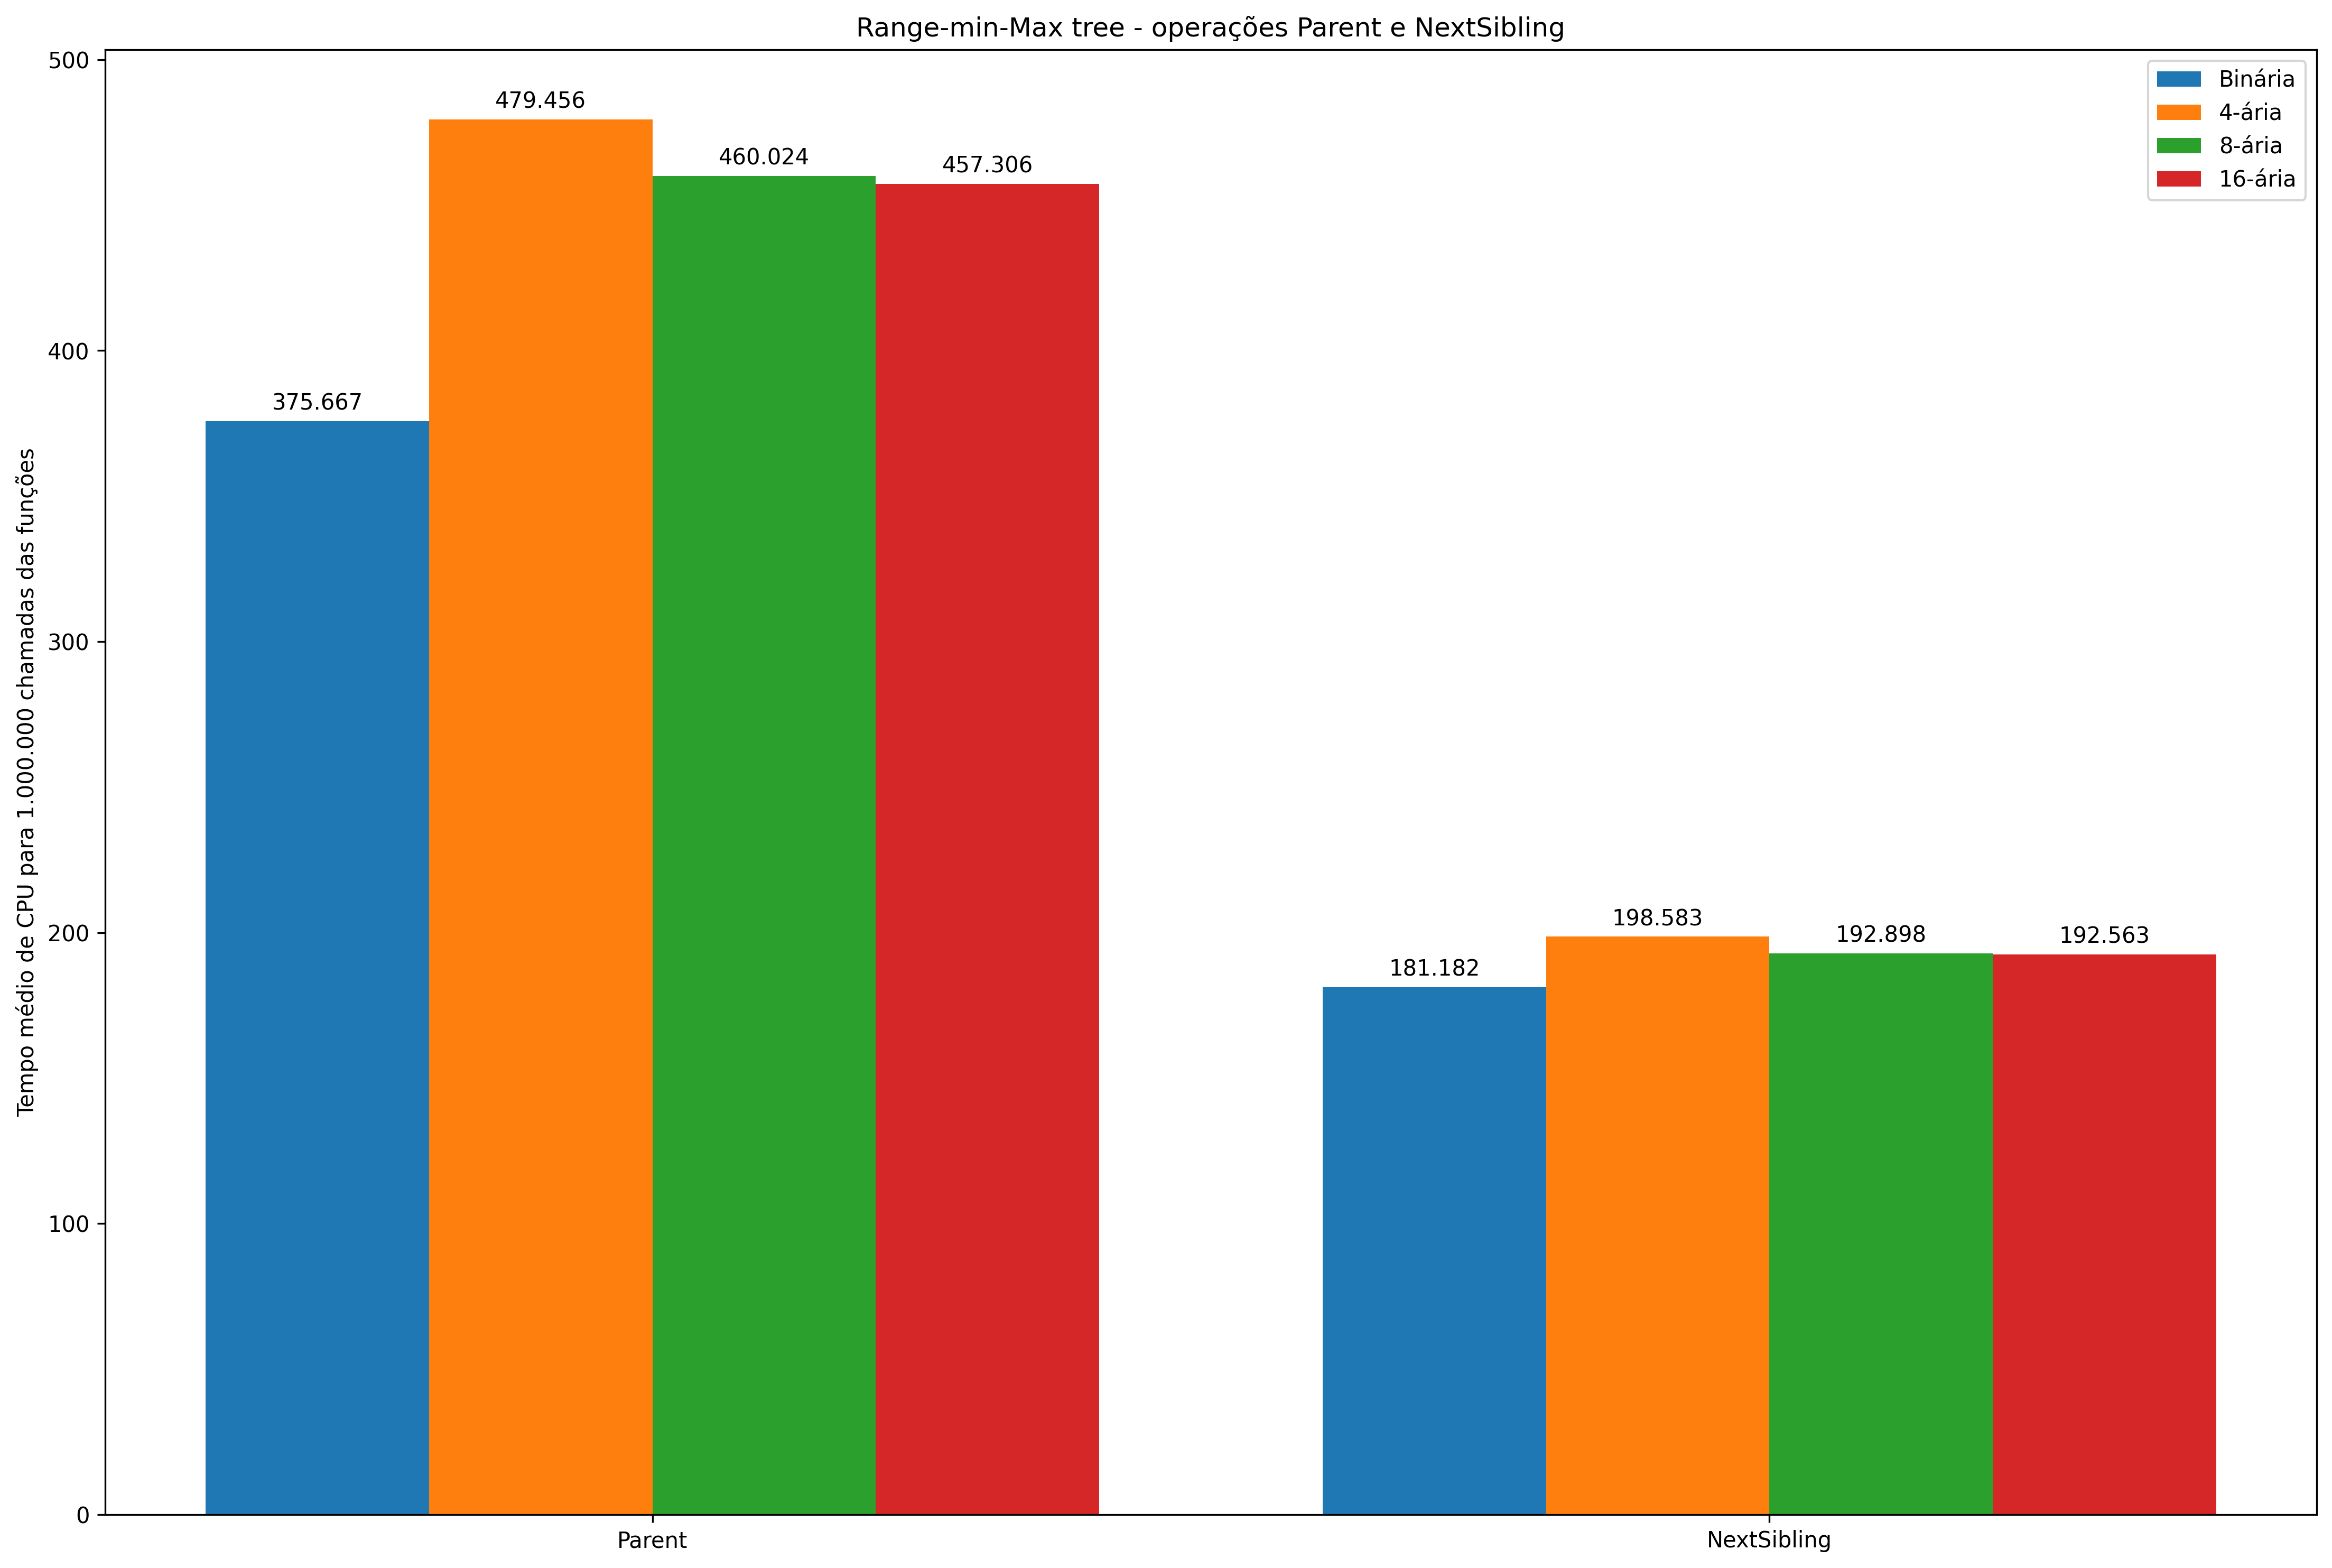 Range-min-Max tree - operações Parent e NextSibling
Tempo médio de CPU para 1.000.000 chamadas das funções
500
400
300
200
100
0
375.667
479.456
460.024
457.306
181.182
198.583
192.898
192.563
Parent
NextSibling
Binária
4-ária
8-ária
16-ária